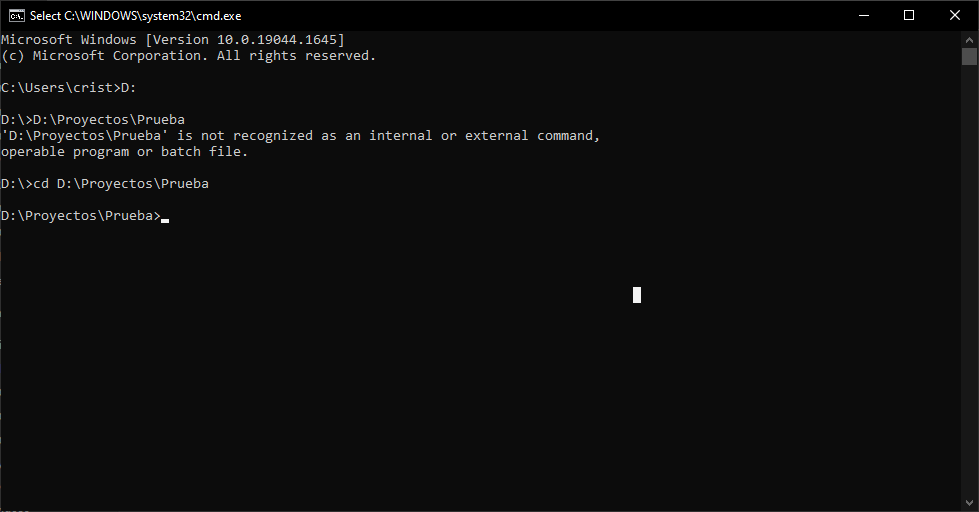 Select C:\WINDOWS\system32\cmd.exe
Microsoft Windows [Version 10.0.19044.1645]
(c) Microsoft Corporation. All rights reserved.
C:\Users\crist>D:
D:\>D:\Proyectos\Prueba
'D:\Proyectos\Prueba' is not recognized as an internal or external command,
operable program or batch file.
D:\>cd D:\Proyectos\Prueba
D:\Proyectos\Prueba>